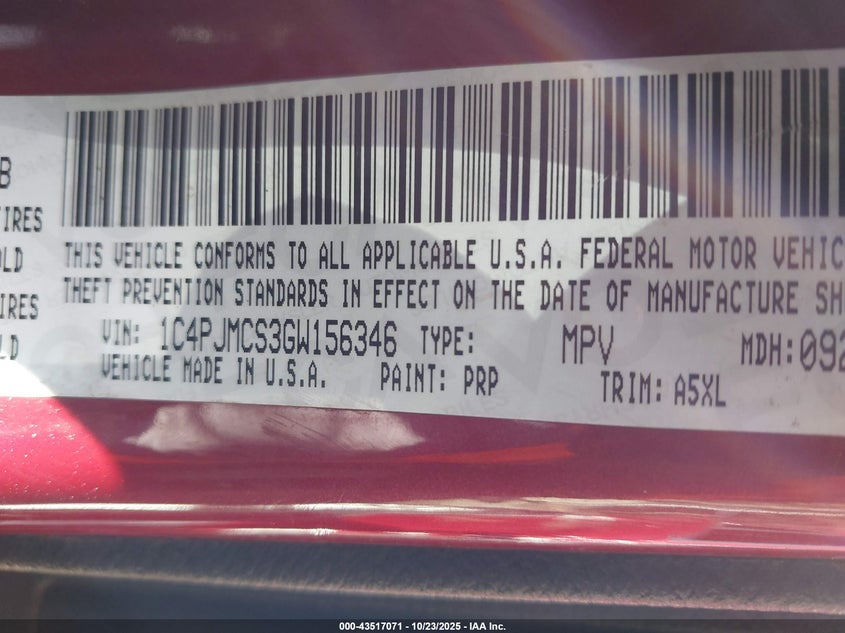 B
TIRES
OLD
IRES
LD
THIS VEHICLE CONFORMS TO ALL APPLICABLE U.S.A. FEDERAL MOTOR VEHIC
THEFT PREVENTION STANDARDS IN EFFECT ON THE DATE OF MANUFACTURE SH
VIN: 1C4PJMCS3GW156346 TYPE: MPV MDH:092
VEHICLE MADE IN U.S.A. PAINT: PRP TRIM: A5XL
000-43517071 - 10/23/2025 - IAA Inc.